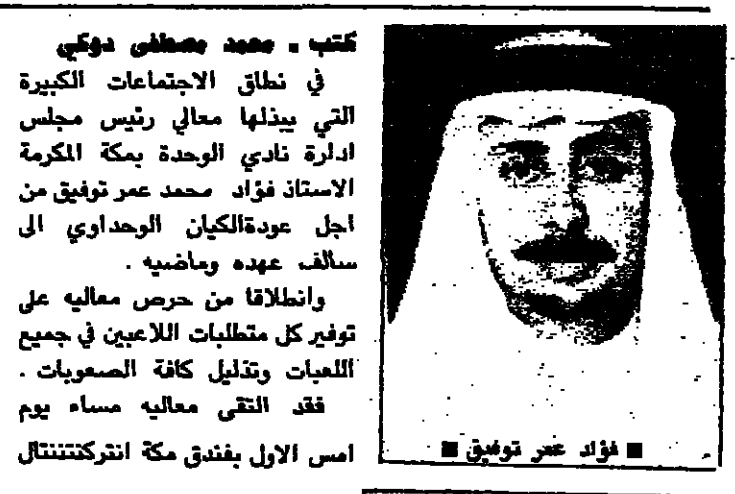 كتب ـ محمد مصطفى دوكي
في نطاق الاجتماعات الكبيرة
التي يبذلها معالي رئيس مجلس
ادارة نادي الوحدة بمكة المكرمة
الاستاذ فؤاد محمد عمر توفيق من
اجل عودةالكيان الوحداوي الى
سالف عهده وماضيه .
وانطلاقا من حرص معاليه على
توفير كل متطلبات اللاعبين في جميع
اللعبات وتذليل كافة الصعوبات .
فقد التقى معاليه مساء يوم
امس الاول بفندق مكة انتركنتننتال
■ فؤاد عمر توفيق ■